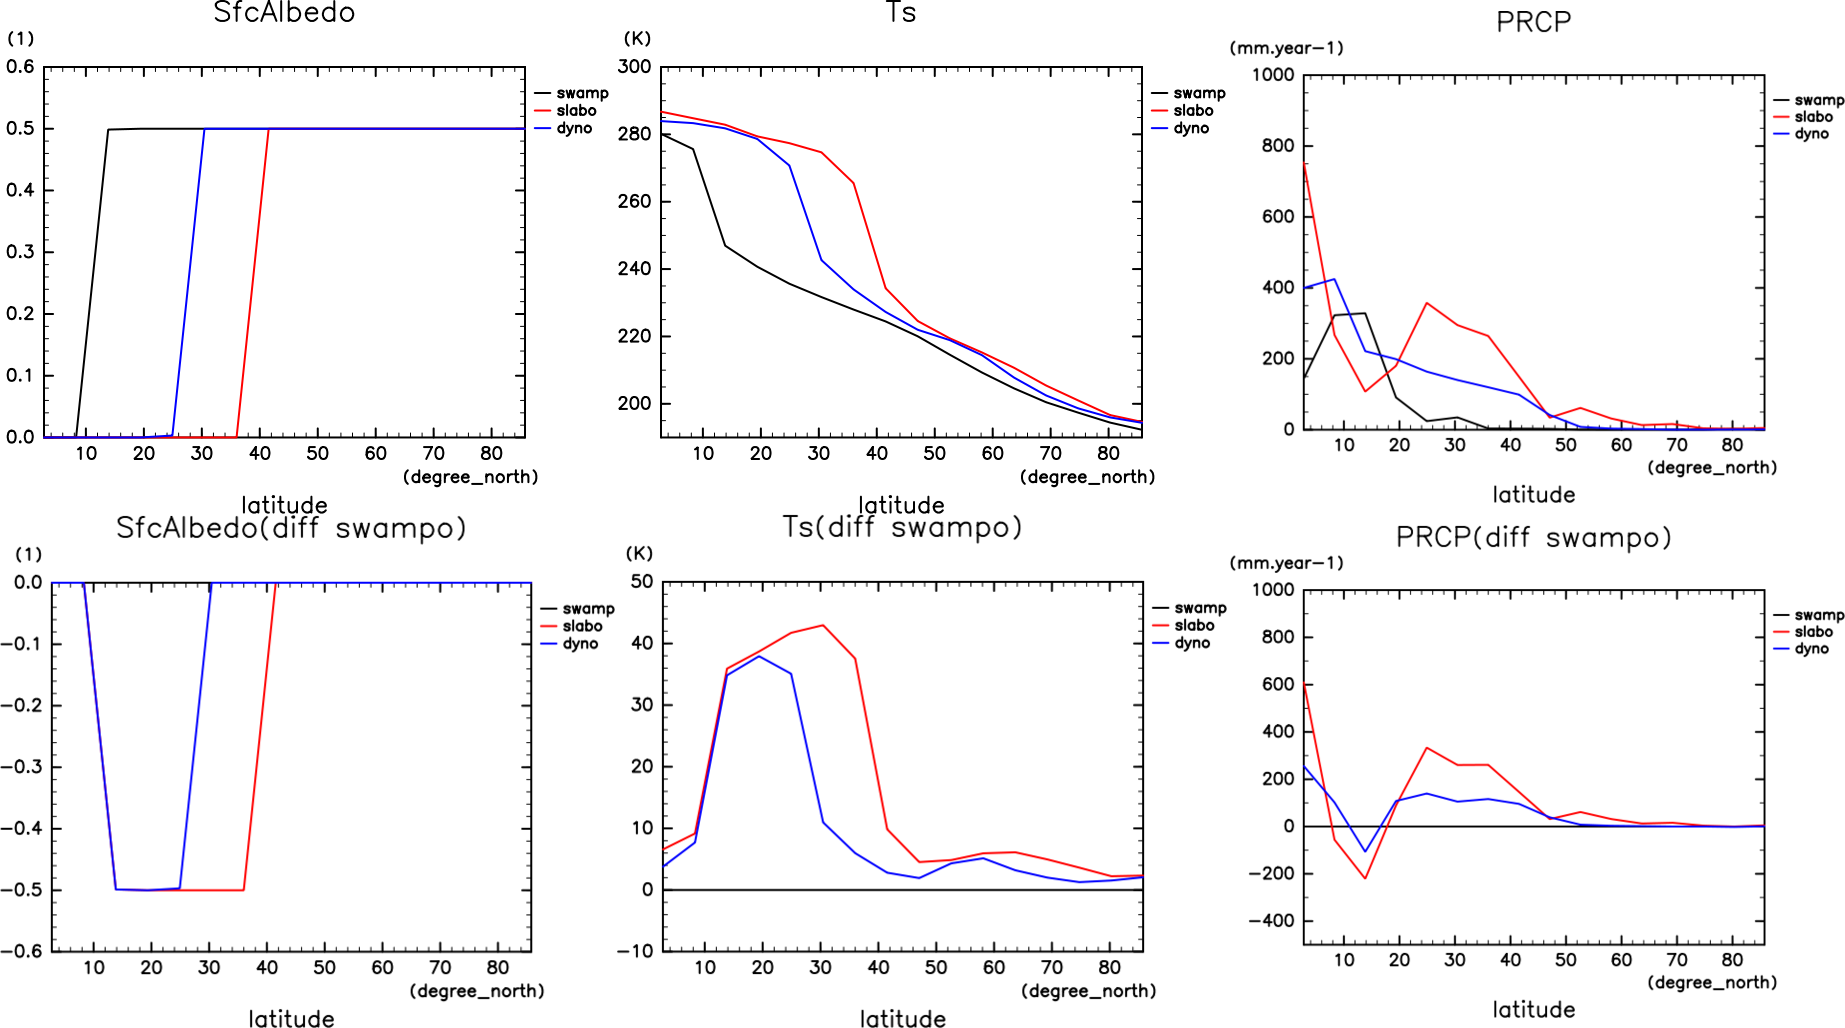 SfcAlbedo
(1)
0.6
0.5
0.4
0.3
0.2
0.1
0.0
10 20 30 40 50 60 70 80
(degree_north)
latitude
swamp
slabo
dyno
Ts
(K)
300
280
260
240
220
200
10 20 30 40 50 60 70 80
(degree_north)
latitude
swamp
slabo
dyno
PRCP
(mm.year-1)
1000
800
600
400
200
0
10 20 30 40 50 60 70 80
(degree_north)
latitude
swamp
slabo
dyno
SfcAlbedo(diff swampo)
(1)
0.0
-0.1
-0.2
-0.3
-0.4
-0.5
-0.6
10 20 30 40 50 60 70 80
(degree_north)
latitude
swamp
slabo
dyno
Ts(diff swampo)
(K)
50
40
30
20
10
0
-10
10 20 30 40 50 60 70 80
(degree_north)
latitude
swamp
slabo
dyno
PRCP(diff swampo)
(mm.year-1)
1000
800
600
400
200
0
-200
-400
10 20 30 40 50 60 70 80
(degree_north)
latitude
swamp
slabo
dyno